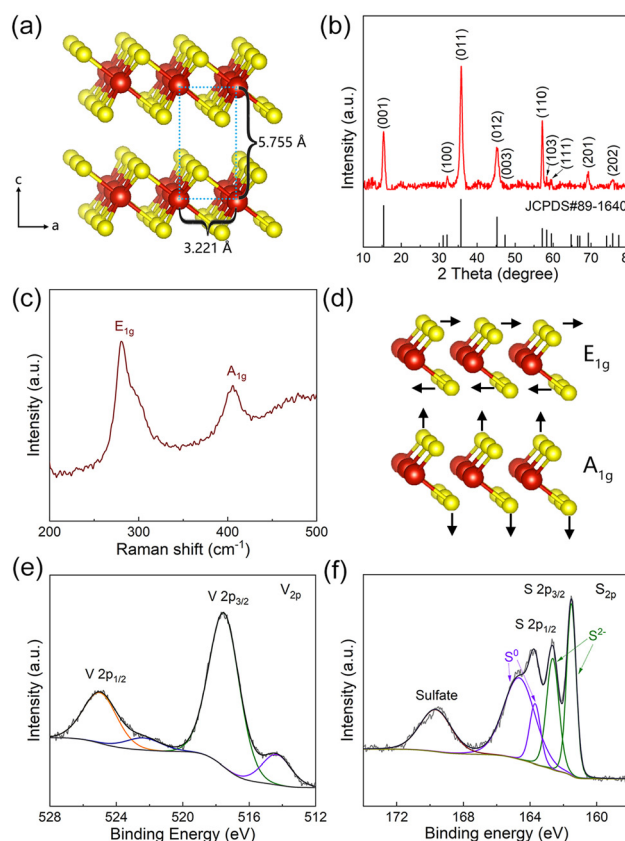 (a)
5.755 Å
3.221 Å
c
a
(b)
Intensity (a.u.)
(001)
(100)
(011)
(012)
(003)
(110)
(103)
(111)
(201)
(202)
JCPDS#89-1640
10 20 30 40 50 60 70 80
2 Theta (degree)
(c)
Intensity (a.u.)
E1g
A1g
200 300 400 500
Raman shift (cm-1)
(d)
E1g
A1g
(e)
Intensity (a.u.)
V2p
V 2p3/2
V 2p1/2
528 524 520 516 512
Binding Energy (eV)
(f)
Intensity (a.u.)
S 2p3/2
S2p
S 2p1/2
S0
S2-
Sulfate
172 168 164 160
Binding energy (eV)